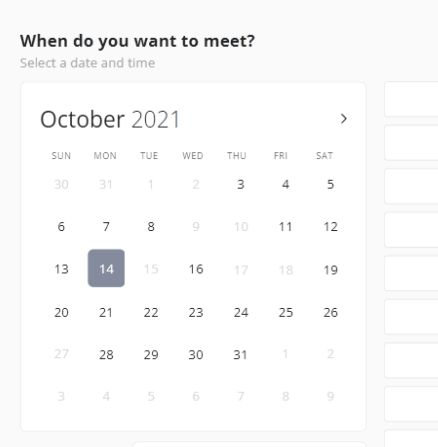 When do you want to meet?
Select a date and time
October 2021
SUN MON TUE WED THU FRI SAT
30 31 1 2 3 4 5
6 7 8 9 10 11 12
13 14 15 16 17 18 19
20 21 22 23 24 25 26
27 28 29 30 31 1 2
3 4 5 6 7 8 9